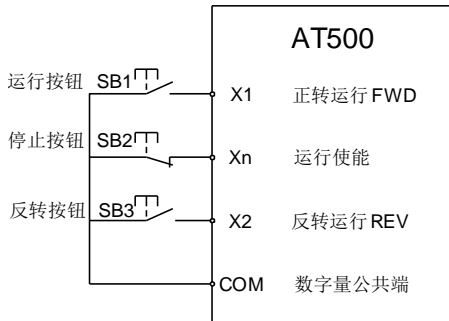 AT500
运行按钮 SB1 X1 正转运行FWD
停止按钮 SB2 Xn 运行使能
反转按钮 SB3 X2 反转运行REV
COM 数字量公共端